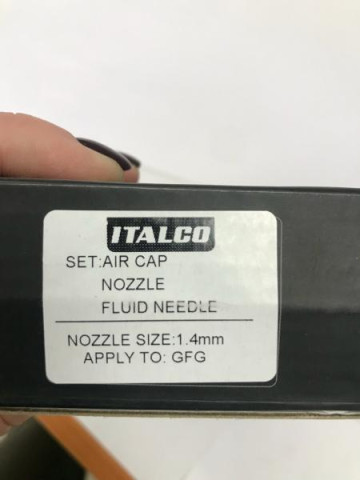 ITALCO
SET:AIR CAP
NOZZLE
FLUID NEEDLE
NOZZLE SIZE:1.4mm
APPLY TO: GFG